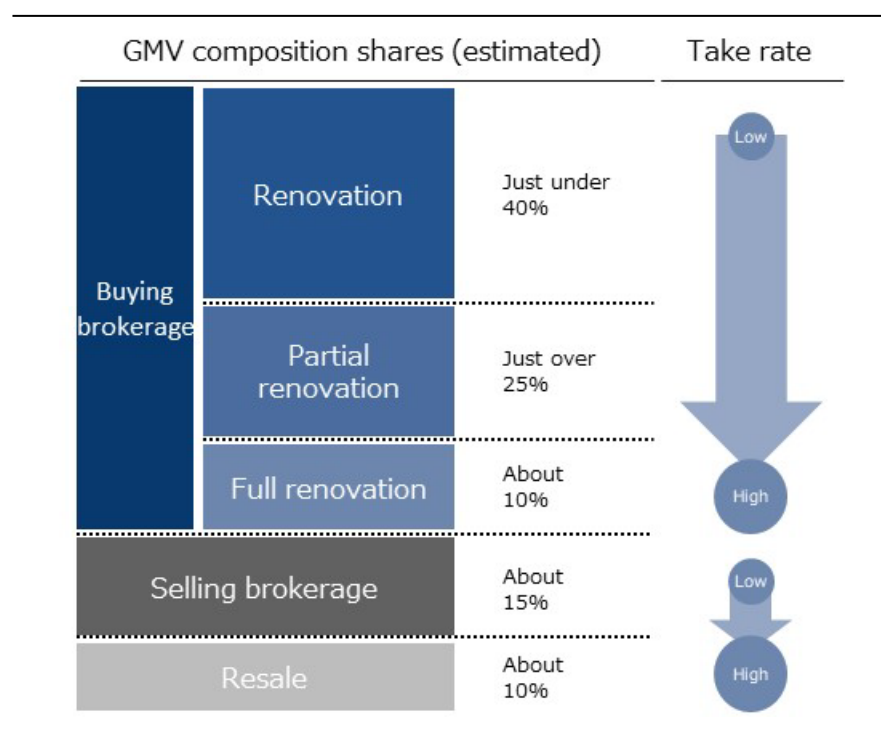 GMV composition shares (estimated)
Take rate
Buying
brokerage
Renovation
Just under
40%
Partial
renovation
Just over
25%
Full renovation
About
10%
Low
High
Selling brokerage
About
15%
Low
Resale
About
10%
High